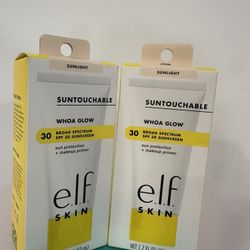 SUNLIGHT
SUNTOUCHABLE
WHOA GLOW
30
BROAD SPECTRUM
SPF 30 SUNSCREEN
sun protection
+ makeup primer
e.l.f.
SKIN
SUNLIGHT
SUNTOUCHABLE
WHOA GLOW
30
BROAD SPECTRUM
SPF 30 SUNSCREEN
sun protection
+ makeup primer
e.l.f.
SKIN